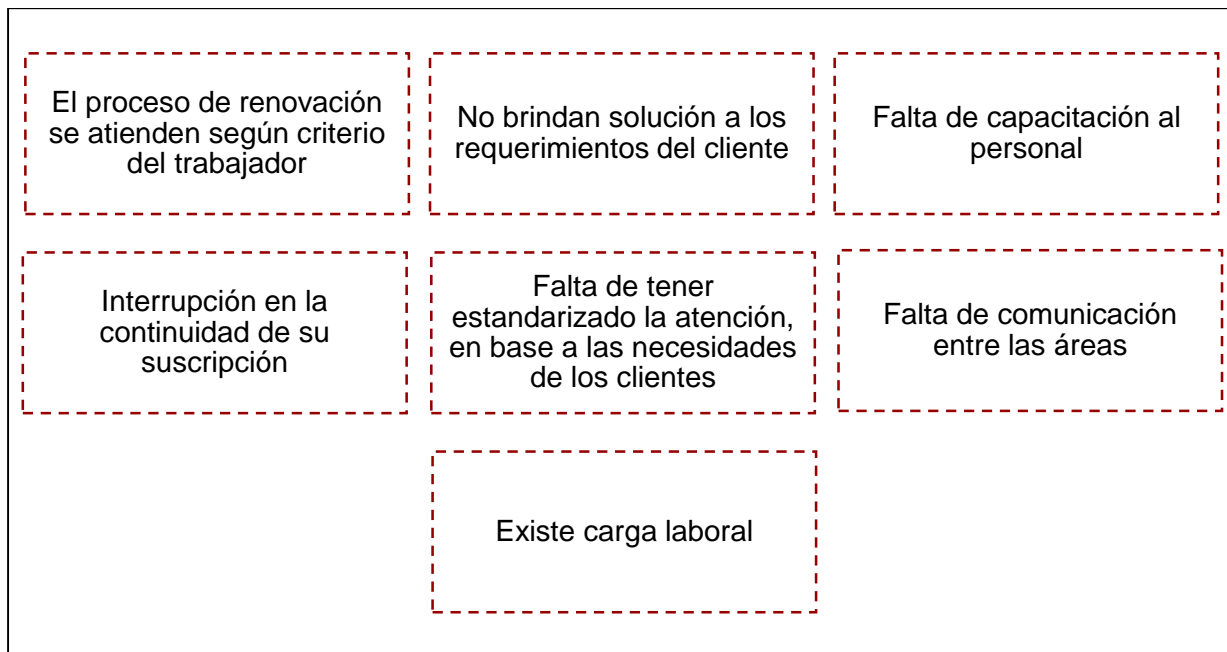 El proceso de renovación
se atienden según criterio
del trabajador
No brindan solución a los
requerimientos del cliente
Falta de capacitación al
personal
Interrupción en la
continuidad de su
suscripción
Falta de tener
estandarizado la atención,
en base a las necesidades
de los clientes
Falta de comunicación
entre las áreas
Existe carga laboral